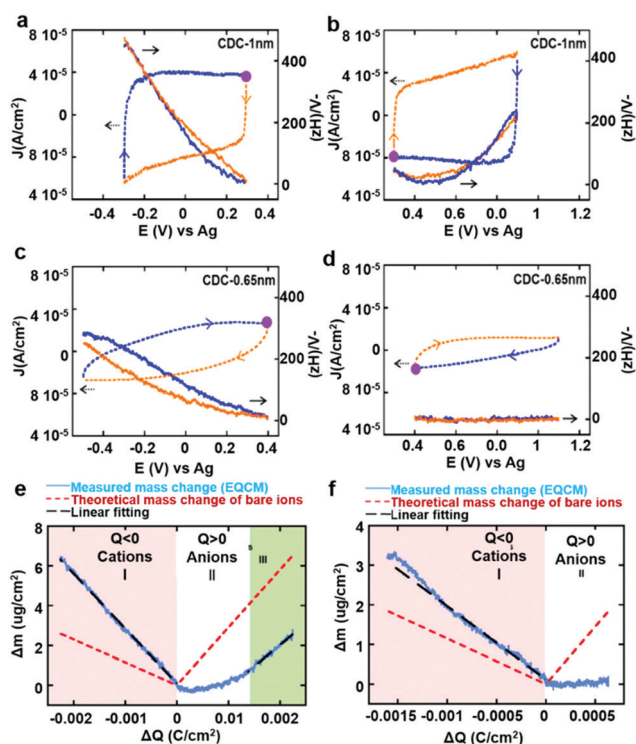 a
b
8 10⁻⁵
4 10⁻⁵
0
8 10⁻⁵
4 10⁻⁵
J(A/cm²)
CDC-1nm
400
200
0
(zH)/V-
-0.4
-0.2
0
0.2
0.4
E (V) vs Ag
8 10⁻⁵
4 10⁻⁵
0
8 10⁻⁵
4 10⁻⁵
J(A/cm²)
CDC-1nm
400
200
0
(zH)/V-
0.4
0.6
0.8
1
1.2
E (V) vs Ag
c
d
8 10⁻⁵
4 10⁻⁵
0
8 10⁻⁵
4 10⁻⁵
J(A/cm²)
CDC-0.65nm
400
200
0
(zH)/V-
-0.4
-0.2
0
0.2
0.4
E (V) vs Ag
8 10⁻⁵
4 10⁻⁵
0
8 10⁻⁵
4 10⁻⁵
J(A/cm²)
CDC-0.65nm
400
200
0
(zH)/V-
0.4
0.6
0.8
1
1.2
E (V) vs Ag
e
Measured mass change (EQCM)
Theoretical mass change of bare ions
Linear fitting
8
6
4
2
0
Δm (ug/cm²)
Q<0
Cations
I
Q>0
Anions
II
s
III
-0.002
-0.001
0
0.001
0.002
ΔQ (C/cm²)
f
Measured mass change (EQCM)
Theoretical mass change of bare ions
Linear fitting
6
4
3
2
1
0
Δm (ug/cm²)
Q<0
Cations
I
Q>0
Anions
II
-0.0015
-0.001
-0.0005
0
0.0005
ΔQ (C/cm²)